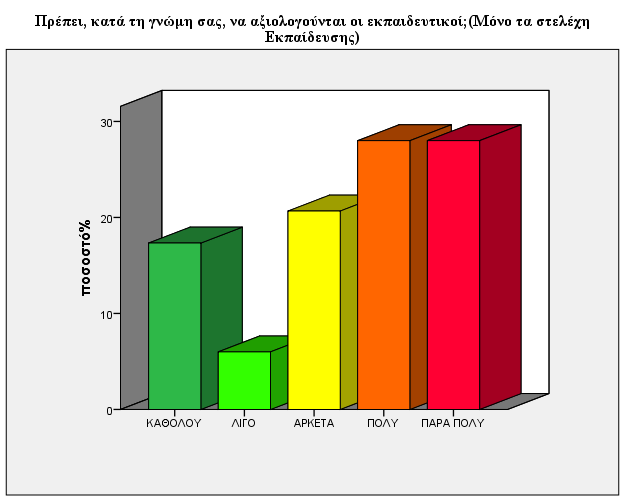 Πρέπει, κατά τη γνώμη σας, να αξιολογούνται οι εκπαιδευτικοί;(Μόνο τα στελέχη
Εκπαίδευσης)
30
20
10
0
ποσοστό%
ΚΑΘΟΛΟΥ ΛΙΓΟ ΑΡΚΕΤΑ ΠΟΛΥ ΠΑΡΑ ΠΟΛΥ